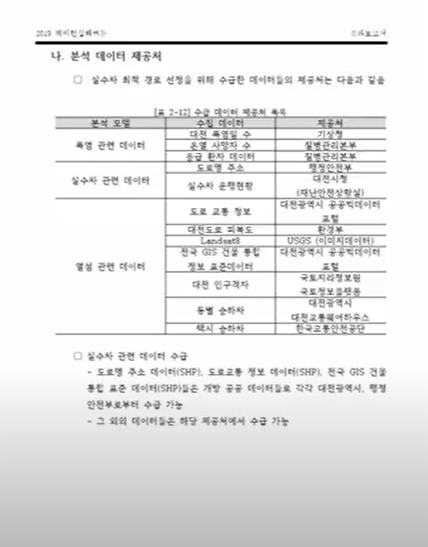 결과보고서
나. 분석 데이터 제공처
□ 살수차 최적 경로 선정을 위해 수급한 데이터들의 제공처는 다음과 같음
[표 2-12] 수급 데이터 제공처 목록
분석 모델 수집 데이터 제공처
폭염 관련 데이터
대전 폭염일 수 기상청
온열 사망자 수 질병관리본부
응급 환자 데이터 질병관리본부
살수차 관련 데이터
도로명 주소 행정안전부
살수차 운행현황 대전시청
(재난안전상황실)
열섬 관련 데이터
도로 교통 정보 대전광역시 공공빅데이터
포털
대전도로 피복도 환경부
Landsat8 USGS (이미지데이터)
전국 GIS 건물 통합 대전광역시 공공빅데이터
정보 표준데이터 포털
대전 인구격자 국토지리정보원
국토정보플랫폼
동별 승하차 대전광역시
대전교통웨어하우스
택시 승하차 한국교통안전공단
□ 살수차 관련 데이터 수급
- 도로명 주소 데이터(SHP), 도로교통 정보 데이터(SHP), 전국 GIS 건물
통합 표준 데이터(SHP)들은 개방 공공 데이터들로 각각 대전광역시, 행정
안전부로부터 수급 가능
- 그 외의 데이터들은 해당 제공처에서 수급 가능